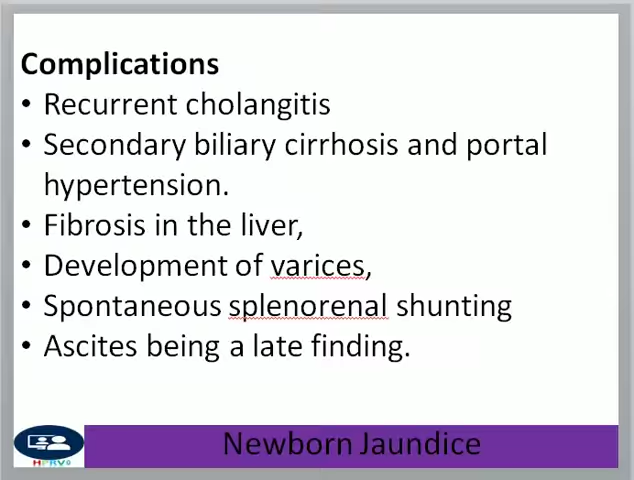 Complications
• Recurrent cholangitis
• Secondary biliary cirrhosis and portal
hypertension.
• Fibrosis in the liver,
• Development of varices,
• Spontaneous splenorenal shunting
• Ascites being a late finding.
HPRV
Newborn Jaundice